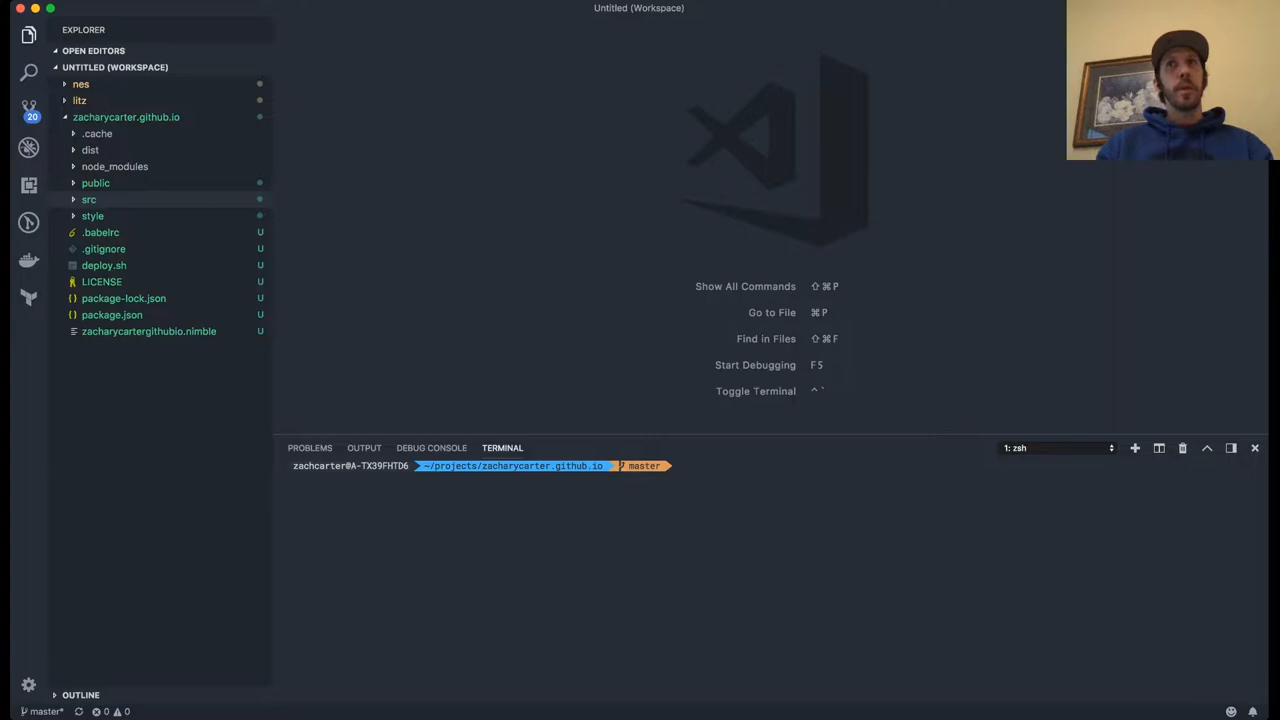 Untitled (Workspace)
EXPLORER
OPEN EDITORS
UNTITLED (WORKSPACE)
nes
litz
zacharycarter.github.io
.cache
dist
node_modules
public
src
style
.babelrc U
.gitignore U
deploy.sh U
LICENSE U
package-lock.json U
package.json U
zacharycartergithubio.nimble U
20
Show All Commands ⇧⌘P
Go to File ⌘P
Find in Files ⇧⌘F
Start Debugging F5
Toggle Terminal ⌃`
PROBLEMS OUTPUT DEBUG CONSOLE TERMINAL 1: zsh
zachcarter@A-TX39FHTD6 ~/projects/zacharycarter.github.io master
OUTLINE
master* 0 0